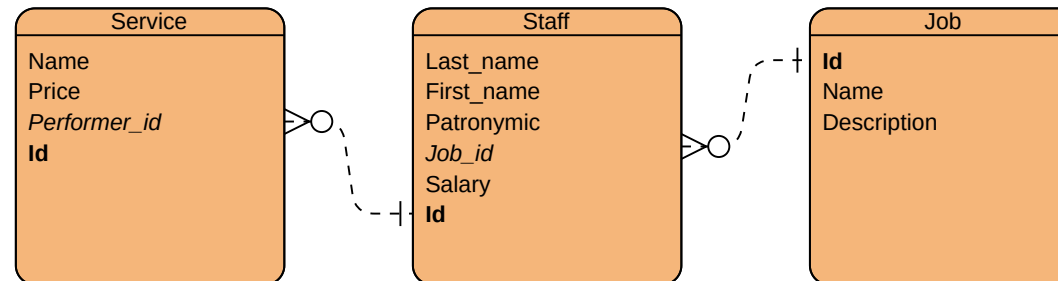 Service
Name
Price
Performer_id
Id
Staff
Last_name
First_name
Patronymic
Job_id
Salary
Id
Job
Id
Name
Description